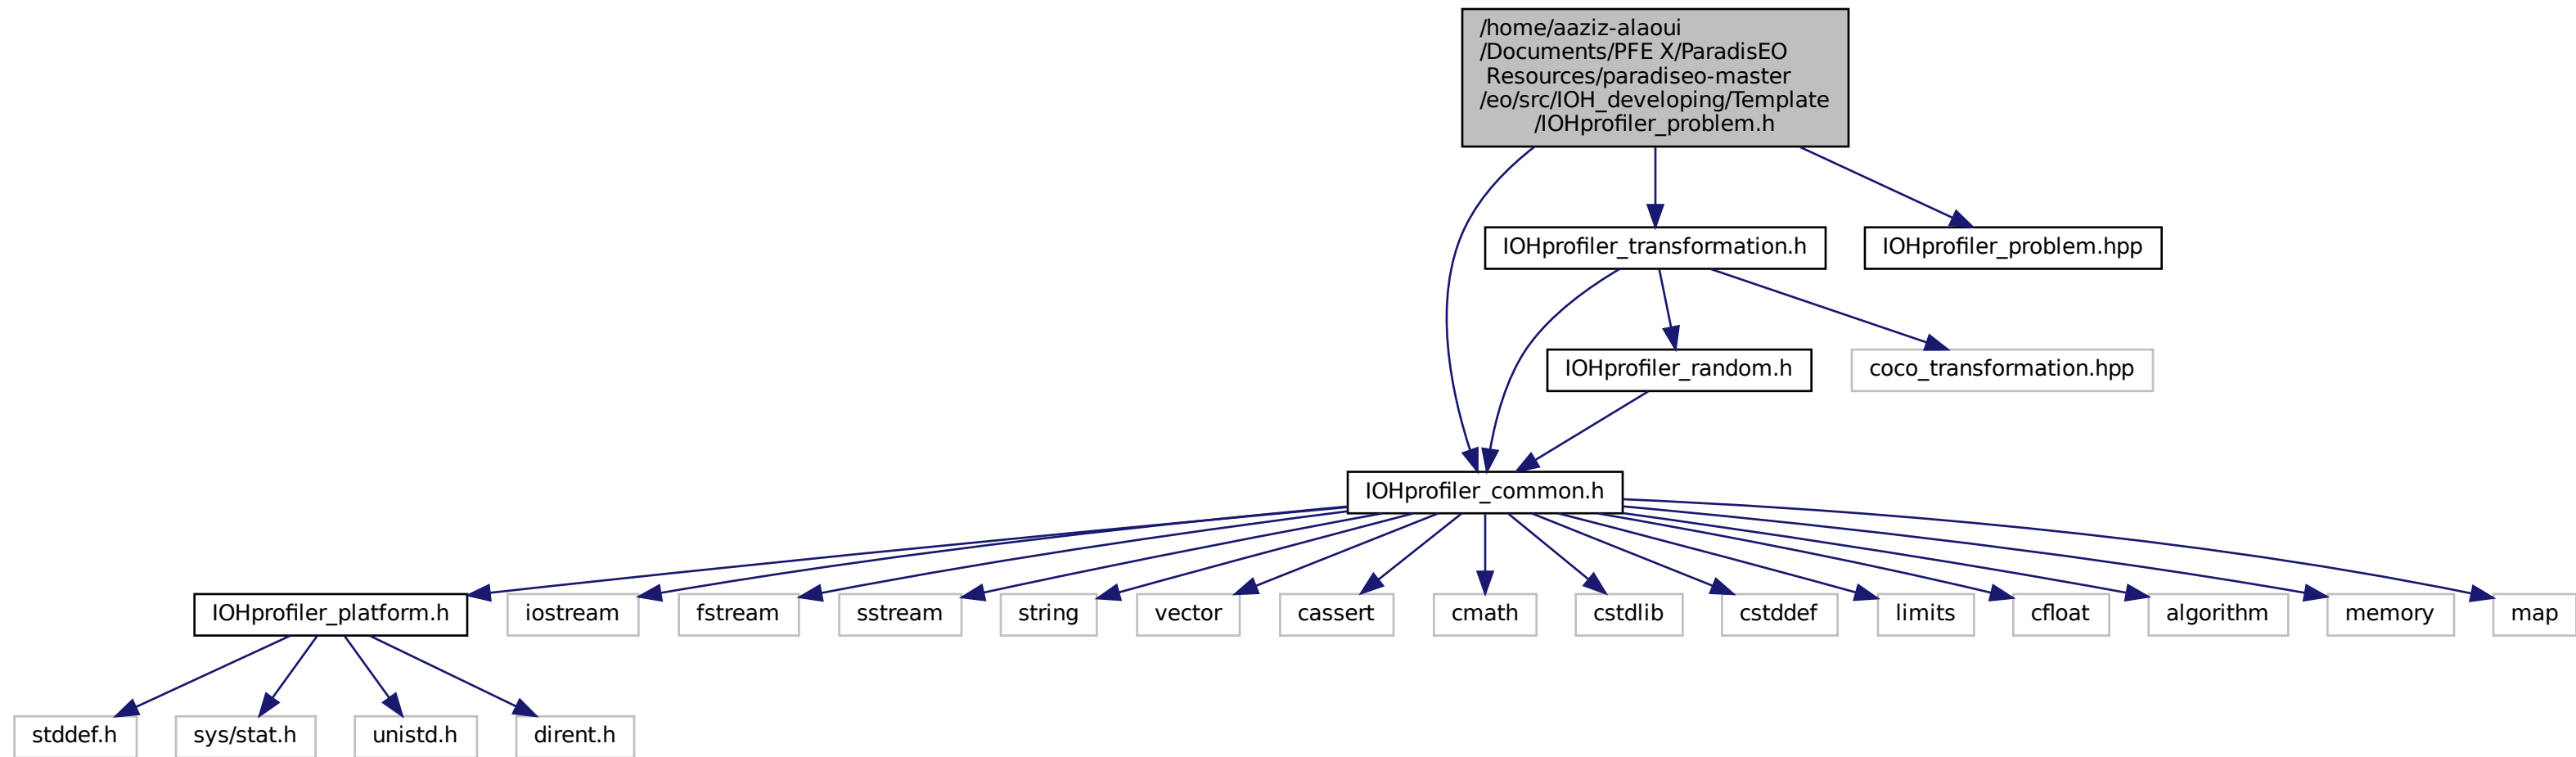 /home/aaziz-alaoui
/Documents/PFE X/ParadisEO
Resources/paradiseo-master
/eo/src/IOH_developing/Template
/IOHprofiler_problem.h
IOHprofiler_transformation.h
IOHprofiler_problem.hpp
IOHprofiler_random.h
coco_transformation.hpp
IOHprofiler_common.h
IOHprofiler_platform.h
iostream
fstream
sstream
string
vector
cassert
cmath
cstdlib
cstddef
limits
cfloat
algorithm
memory
map
stddef.h
sys/stat.h
unistd.h
dirent.h